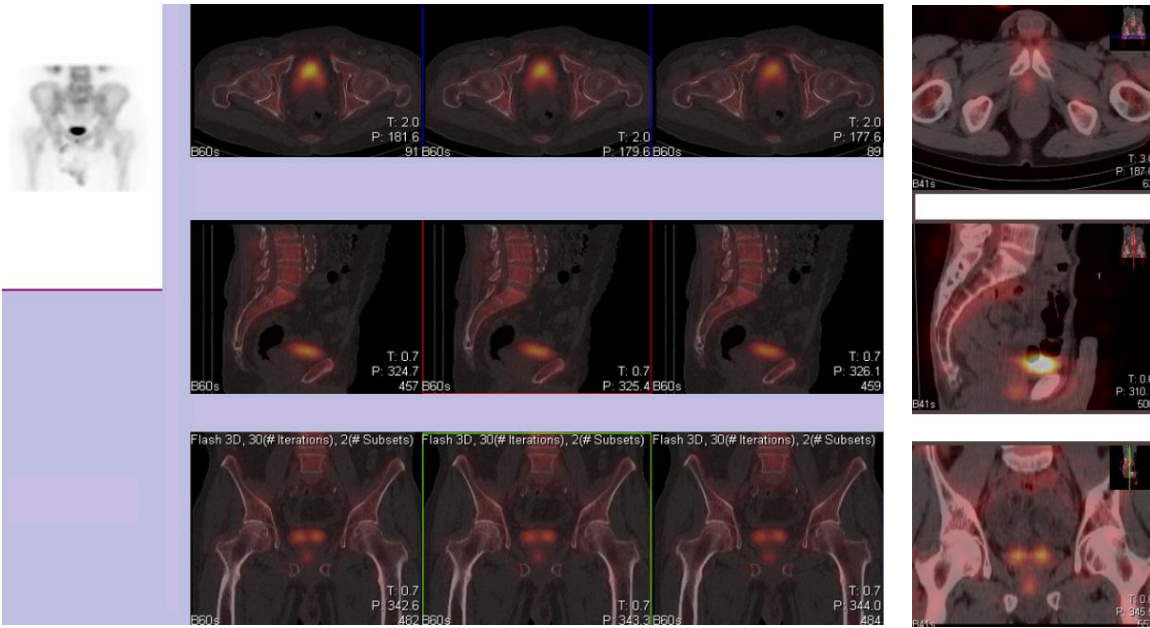 T: 2.0
P: 181.6
B60s 91
T: 2.0
P: 179.6
B60s
T: 2.0
P: 177.6
B60s 89
T: 0.7
P: 324.7
B60s 457
T: 0.7
P: 325.4
B60s
T: 0.7
P: 326.1
B60s 459
Flash 3D, 30(# Iterations), 2(# Subsets)
T: 0.7
P: 342.6
B60s 482
Flash 3D, 30(# Iterations), 2(# Subsets)
T: 0.7
P: 343.3
B60s
Flash 3D, 30(# Iterations), 2(# Subsets)
T: 0.7
P: 344.0
B60s 484
B41s
B41s
B41s